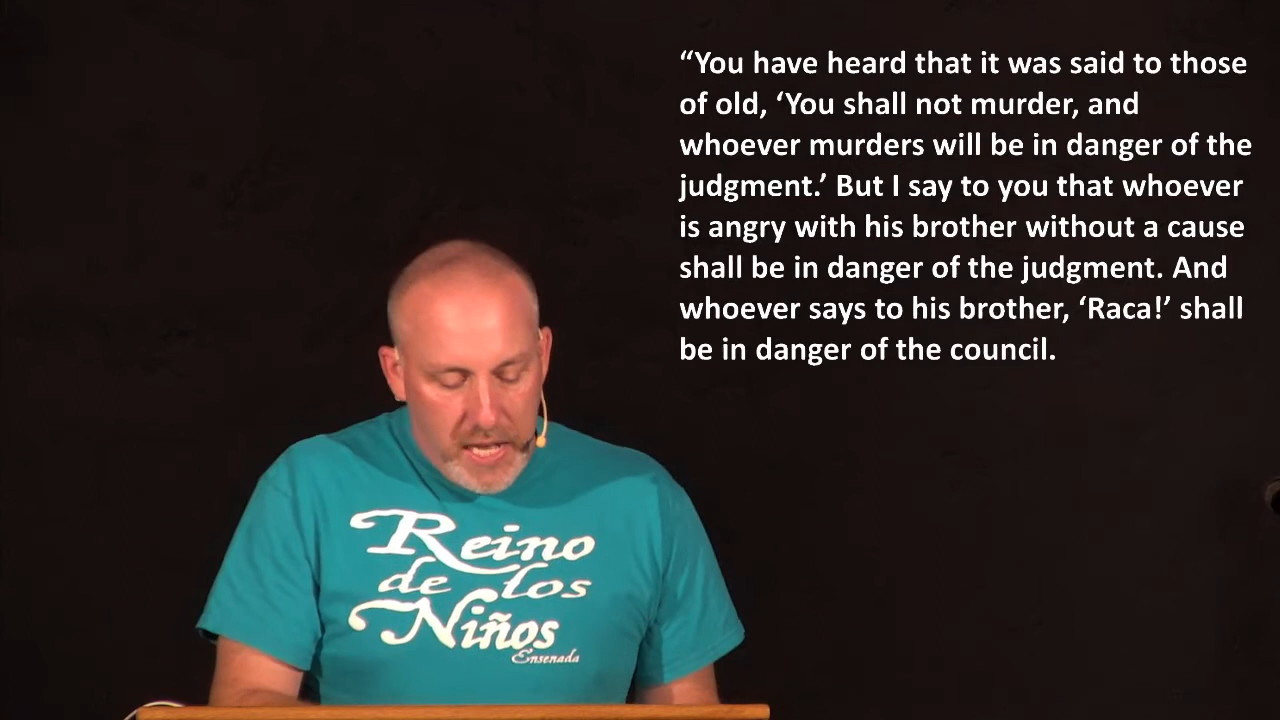 “You have heard that it was said to those
of old, ‘You shall not murder, and
whoever murders will be in danger of the
judgment.’ But I say to you that whoever
is angry with his brother without a cause
shall be in danger of the judgment. And
whoever says to his brother, ‘Raca!’ shall
be in danger of the council.
Reino
de los
Niños
Ensenada